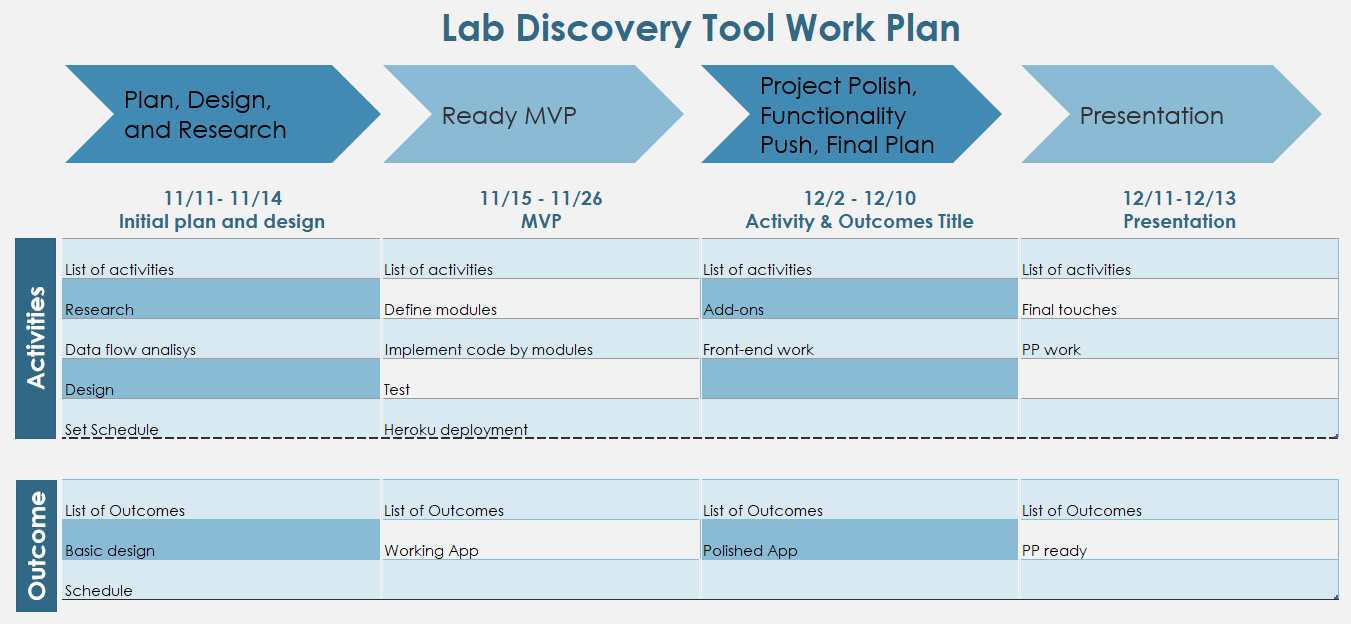 Lab Discovery Tool Work Plan
Plan, Design,
and Research
Ready MVP
Project Polish,
Functionality
Push, Final Plan
Presentation
11/11- 11/14
Initial plan and design
11/15 - 11/26
MVP
12/2 - 12/10
Activity & Outcomes Title
12/11-12/13
Presentation
Activities
List of activities
List of activities
List of activities
List of activities
Research
Define modules
Add-ons
Final touches
Data flow analisys
Implement code by modules
Front-end work
PP work
Design
Test
Set Schedule
Heroku deployment
Outcome
List of Outcomes
List of Outcomes
List of Outcomes
List of Outcomes
Basic design
Working App
Polished App
PP ready
Schedule